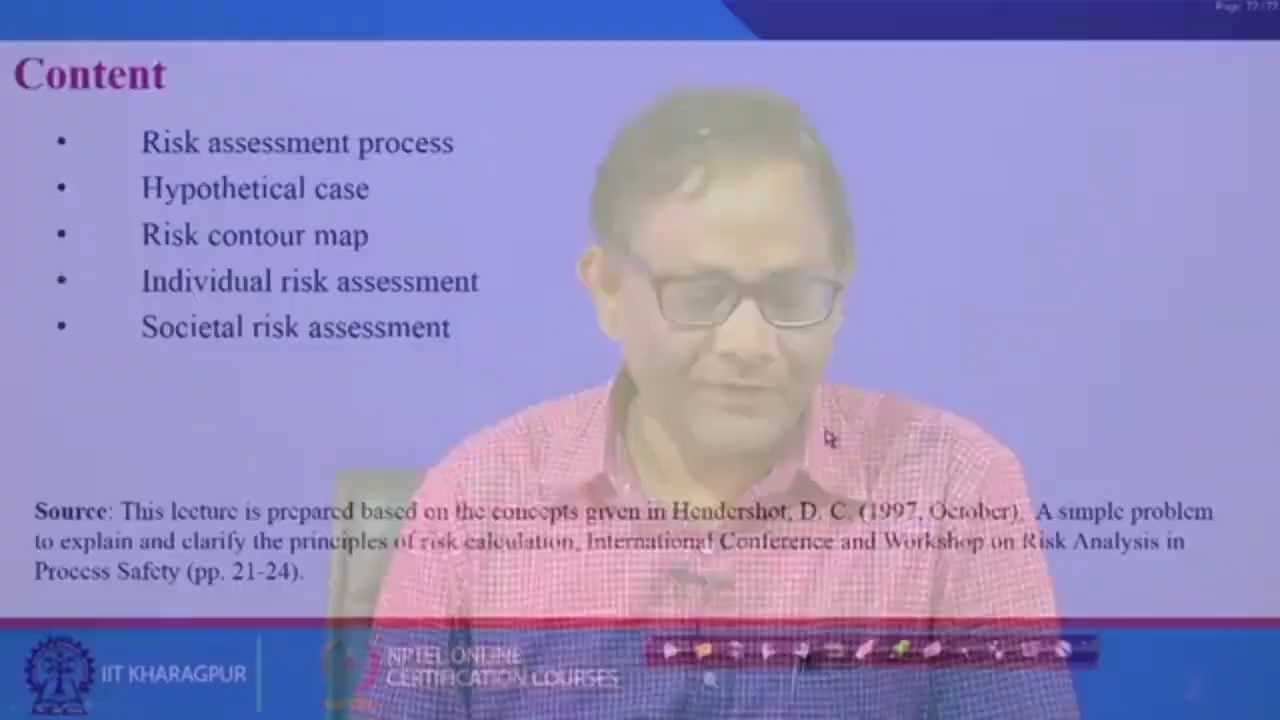 Page 72/72
Content
• Risk assessment process
• Hypothetical case
• Risk contour map
• Individual risk assessment
• Societal risk assessment
Source: This lecture is prepared based on the concepts given in Hendershot, D. C. (1997, October). A simple problem
to explain and clarify the principles of risk calculation, International Conference and Workshop on Risk Analysis in
Process Safety (pp. 21-24).
IIT KHARAGPUR
NPTEL ONLINE
CERTIFICATION COURSES